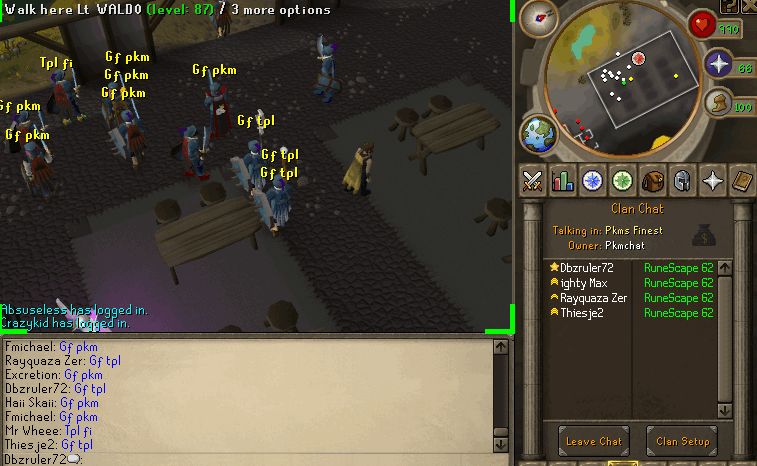 Walk here Lt WALDO (level: 87) / 3 more options
990
68
100
Tpl fi
Gf pkm
Gf pkm
Gf pkm
Gf pkm
Gf pkm
Gf pkm
Gf tpl
Gf tpl
Gf tpl
Absuseless has logged in.
Crazykid has logged in.
Clan Chat
Talking in: Pkms Finest
Owner: Pkmchat
Dbzruler72 RuneScape 62
ighty Max RuneScape 62
Rayquaza Zer RuneScape 62
Thiesje2 RuneScape 62
Leave Chat
Clan Setup
Fmichael: Gf pkm
Rayquaza Zer: Gf tpl
Excretion: Gf pkm
Dbzruler72: Gf tpl
Haii Skaii: Gf pkm
Fmichael: Gf pkm
Mr Wheee: Tpl fi
Thiesje2: Gf tpl
Dbzruler72: